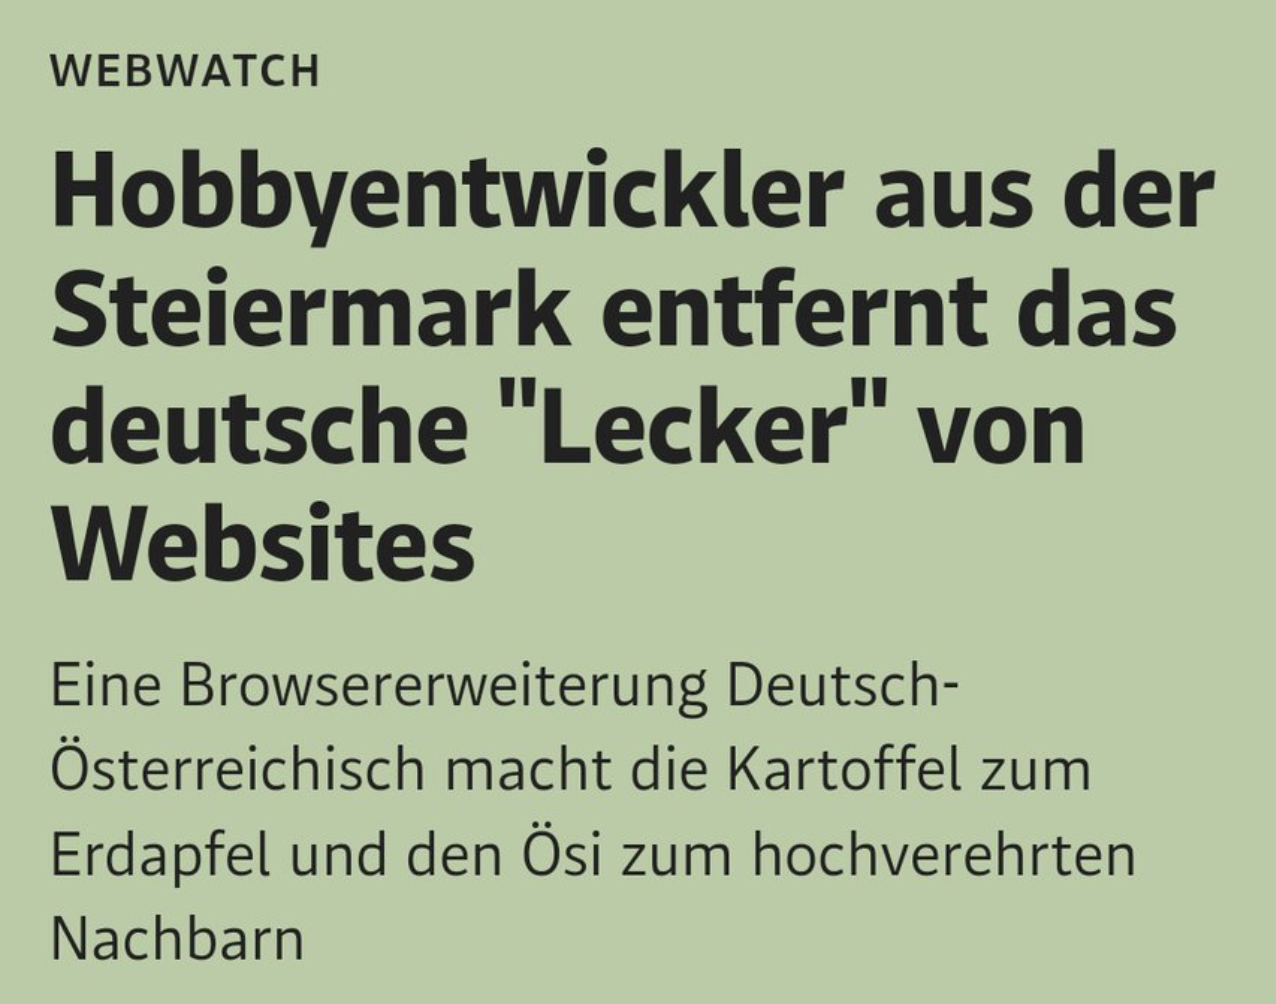 WEBWATCH
Hobbyentwickler aus der
Steiermark entfernt das
deutsche "Lecker" von
Websites
Eine Browsererweiterung Deutsch-
Österreichisch macht die Kartoffel zum
Erdapfel und den Ösi zum hochverehrten
Nachbarn